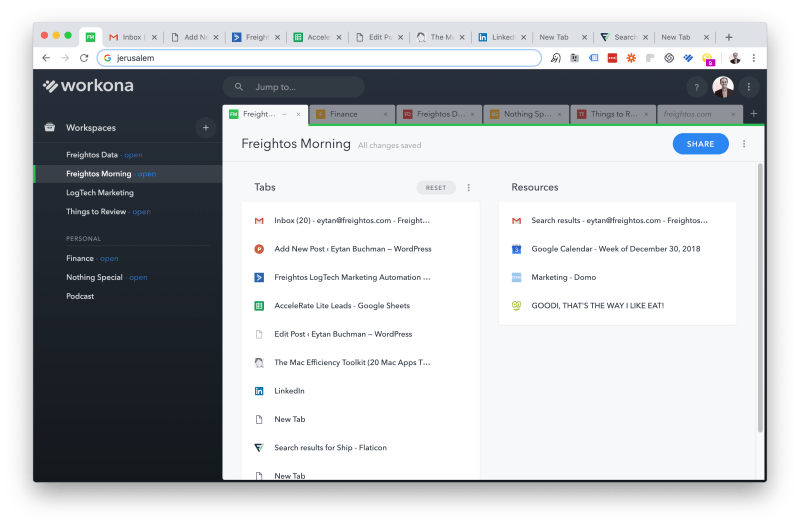 FM
Inbox (
Add Ne
Freight
Accele
Edit Po
The Ma
LinkedI
New Tab
Search
New Tab
jerusalem
workona
Jump to...
?
FM Freight...
F Finance
FD Freightos D...
NS Nothing Sp...
TT Things to R...
freightos.com
Workspaces
Freightos Data - open
Freightos Morning - open
LogTech Marketing
Things to Review - open
PERSONAL
Finance - open
Nothing Special - open
Podcast
Freightos Morning All changes saved
SHARE
Tabs
RESET
Inbox (20) - eytan@freightos.com - Freight...
Add New Post ‹ Eytan Buchman — WordPress
Freightos LogTech Marketing Automation ...
AcceleRate Lite Leads - Google Sheets
Edit Post ‹ Eytan Buchman — WordPress
The Mac Efficiency Toolkit (20 Mac Apps T...
LinkedIn
New Tab
Search results for Ship - Flaticon
New Tab
Resources
Search results - eytan@freightos.com - Freightos...
Google Calendar - Week of December 30, 2018
Marketing - Domo
GOODI, THAT'S THE WAY I LIKE EAT!